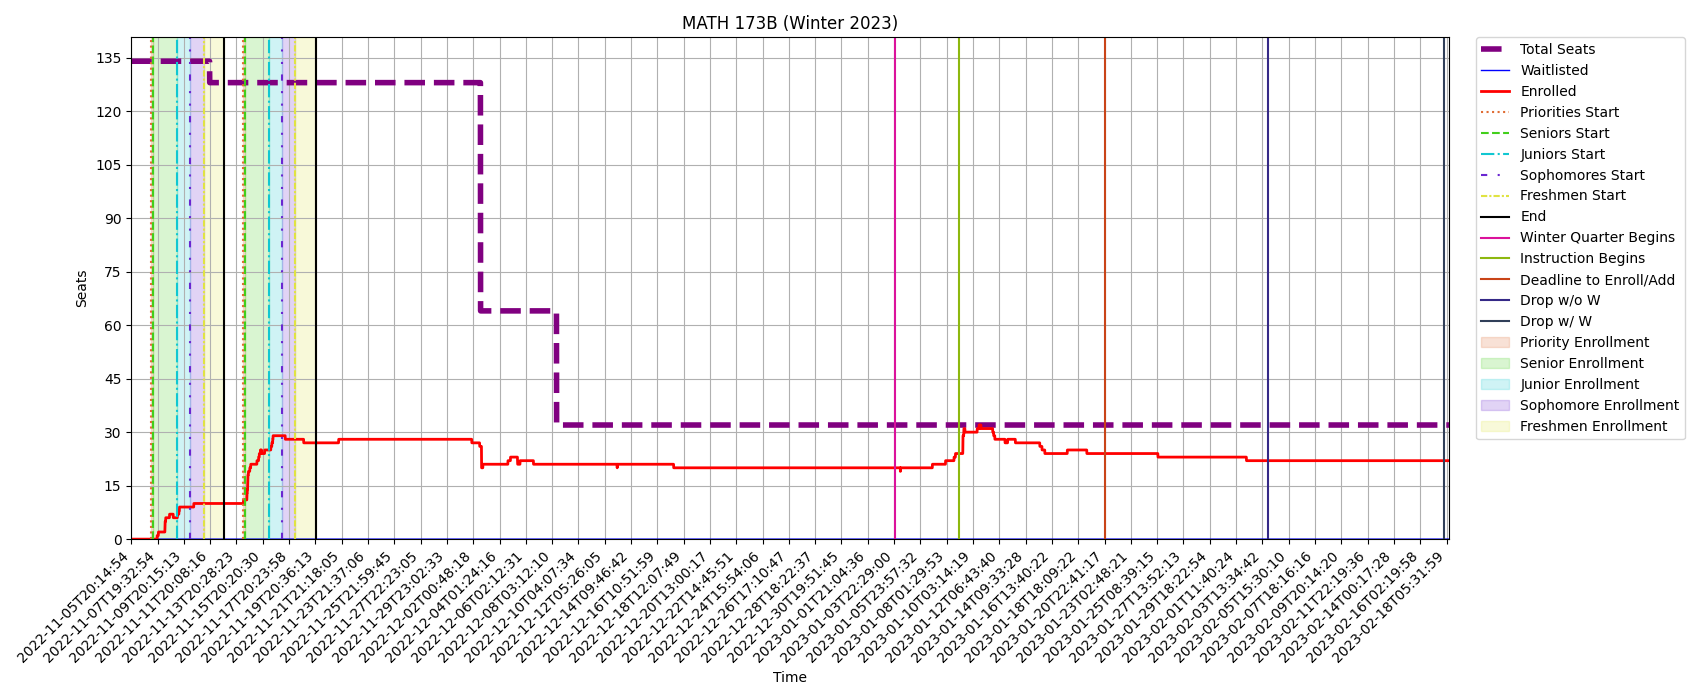 MATH 173B (Winter 2023)
Seats
135
120
105
90
75
60
45
30
15
0
2022-11-05T20:14:54
2022-11-07T19:32:54
2022-11-09T20:15:13
2022-11-11T20:08:16
2022-11-13T20:28:23
2022-11-15T20:20:30
2022-11-17T20:23:58
2022-11-19T20:36:13
2022-11-21T21:18:05
2022-11-23T21:37:06
2022-11-25T21:59:45
2022-11-27T22:23:05
2022-11-29T23:02:33
2022-12-02T00:48:18
2022-12-04T01:24:16
2022-12-06T02:12:31
2022-12-08T03:12:10
2022-12-10T04:07:34
2022-12-12T05:26:05
2022-12-14T09:46:42
2022-12-16T10:51:59
2022-12-18T12:07:49
2022-12-20T13:00:17
2022-12-22T14:45:51
2022-12-24T15:54:06
2022-12-26T17:10:47
2022-12-28T18:22:37
2022-12-30T19:51:45
2023-01-01T21:04:36
2023-01-03T22:29:00
2023-01-05T23:57:32
2023-01-08T01:29:53
2023-01-10T03:14:19
2023-01-12T06:43:40
2023-01-14T09:33:28
2023-01-16T13:40:22
2023-01-18T18:09:22
2023-01-20T22:41:17
2023-01-23T02:48:21
2023-01-25T08:39:15
2023-01-27T13:52:13
2023-01-29T18:22:54
2023-02-01T11:40:24
2023-02-03T13:34:42
2023-02-05T15:30:10
2023-02-07T18:16:16
2023-02-09T20:14:20
2023-02-11T22:19:36
2023-02-14T00:17:28
2023-02-16T02:19:58
2023-02-18T05:31:59
Time
Total Seats
Waitlisted
Enrolled
Priorities Start
Seniors Start
Juniors Start
Sophomores Start
Freshmen Start
End
Winter Quarter Begins
Instruction Begins
Deadline to Enroll/Add
Drop w/o W
Drop w/ W
Priority Enrollment
Senior Enrollment
Junior Enrollment
Sophomore Enrollment
Freshmen Enrollment